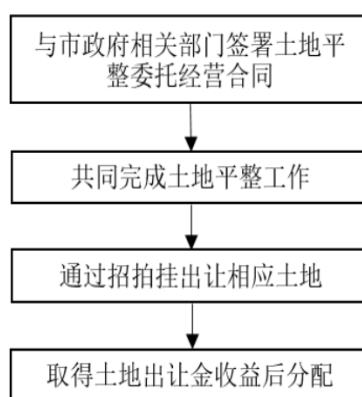 与市政府相关部门签署土地平
整委托经营合同
共同完成土地平整工作
通过招拍挂出让相应土地
取得土地出让金收益后分配